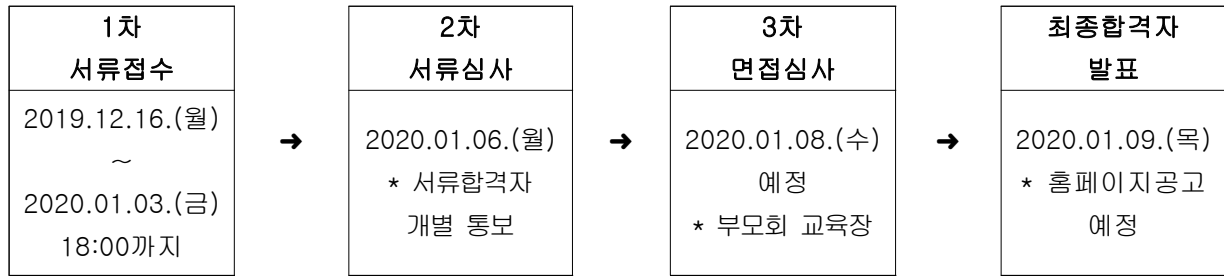 1차
서류접수
2019.12.16.(월)
~
2020.01.03.(금)
18:00까지
➜
2차
서류심사
2020.01.06.(월)
* 서류합격자
개별 통보
➜
3차
면접심사
2020.01.08.(수)
예정
* 부모회 교육장
➜
최종합격자
발표
2020.01.09.(목)
* 홈페이지공고
예정